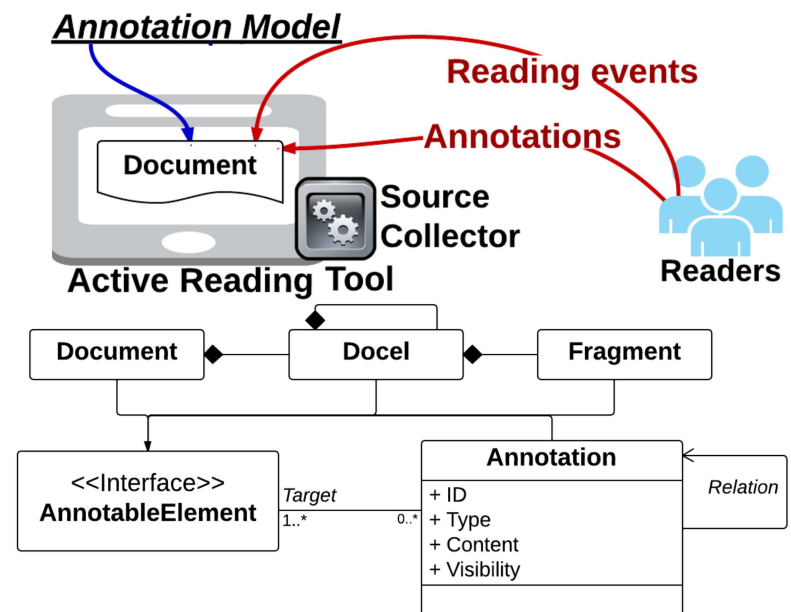 Annotation Model
Reading events
Annotations
Document
Source
Collector
Active Reading Tool
Readers
Document
Docel
Fragment
<<Interface>>
AnnotableElement
Target
1..*
0..*
Annotation
+ ID
+ Type
+ Content
+ Visibility
Relation